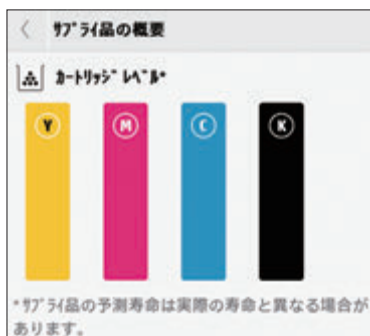 ｻﾌﾟﾗｲ品の概要
ｶｰﾄﾘｯｼﾞ ﾚﾍﾞﾙ*
Y M C K
*ｻﾌﾟﾗｲ品の予測寿命は実際の寿命と異なる場合が
あります。